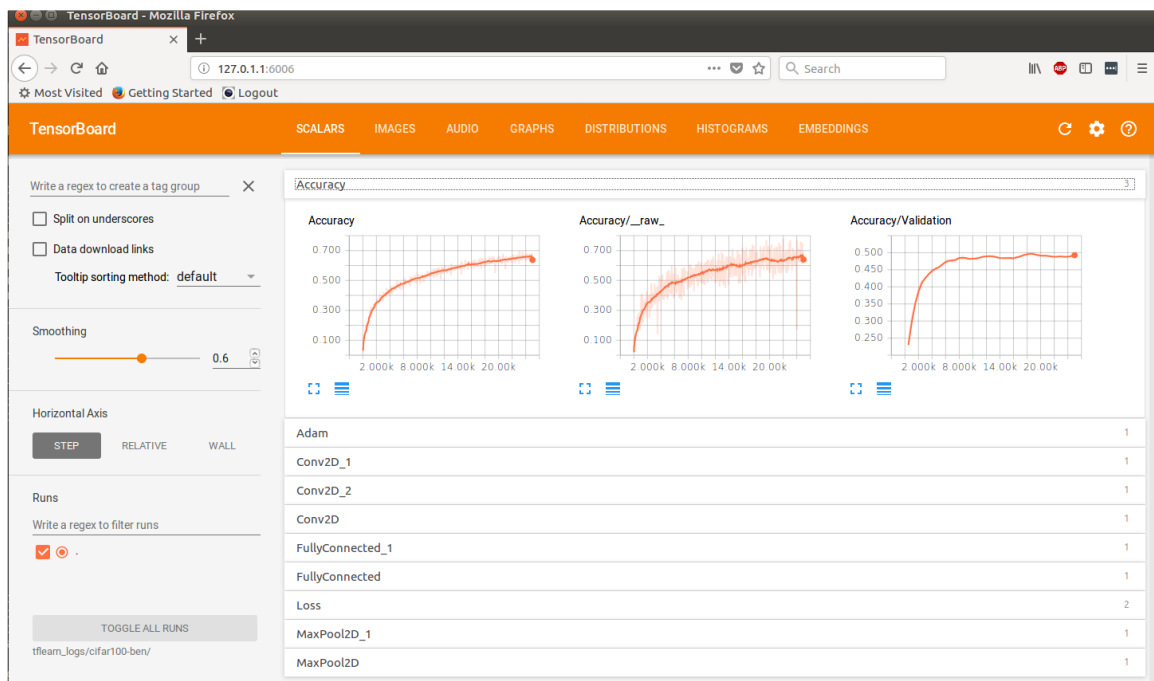 TensorBoard - Mozilla Firefox
TensorBoard
127.0.1.1:6006
Search
ABP
Most Visited Getting Started Logout
TensorBoard SCALARS IMAGES AUDIO GRAPHS DISTRIBUTIONS HISTOGRAMS EMBEDDINGS
Write a regex to create a tag group
Split on underscores
Data download links
Tooltip sorting method: default
Smoothing
0.6
Horizontal Axis
STEP RELATIVE WALL
Runs
Write a regex to filter runs
.
TOGGLE ALL RUNS
tflearn_logs/cifar100-ben/
Accuracy 3
Accuracy
0.700
0.500
0.300
0.100
2.000k 8.000k 14.00k 20.00k
Accuracy/__raw_
0.700
0.500
0.300
0.100
2.000k 8.000k 14.00k 20.00k
Accuracy/Validation
0.500
0.450
0.400
0.350
0.300
0.250
2.000k 8.000k 14.00k 20.00k
Adam 1
Conv2D_1 1
Conv2D_2 1
Conv2D 1
FullyConnected_1 1
FullyConnected 1
Loss 2
MaxPool2D_1 1
MaxPool2D 1